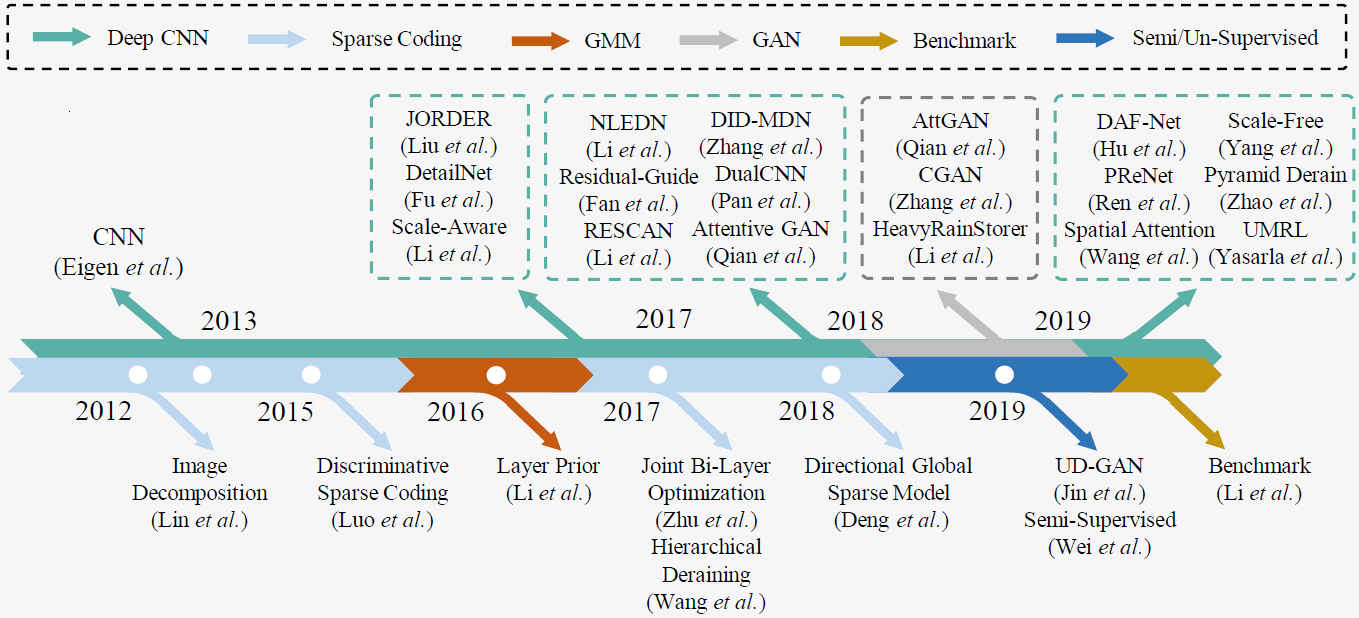 Deep CNN
Sparse Coding
GMM
GAN
Benchmark
Semi/Un-Supervised
CNN
(Eigen et al.)
JORDER
(Liu et al.)
DetailNet
(Fu et al.)
Scale-Aware
(Li et al.)
NLEDN
(Li et al.)
Residual-Guide
(Fan et al.)
RESCAN
(Li et al.)
DID-MDN
(Zhang et al.)
DualCNN
(Pan et al.)
Attentive GAN
(Qian et al.)
AttGAN
(Qian et al.)
CGAN
(Zhang et al.)
HeavyRainStorer
(Li et al.)
DAF-Net
(Hu et al.)
PReNet
(Ren et al.)
Spatial Attention
(Wang et al.)
Scale-Free
(Yang et al.)
Pyramid Derain
(Zhao et al.)
UMRL
(Yasarla et al.)
2013
2017
2018
2019
2012
2015
2016
2017
2018
2019
Image
Decomposition
(Lin et al.)
Discriminative
Sparse Coding
(Luo et al.)
Layer Prior
(Li et al.)
Joint Bi-Layer
Optimization
(Zhu et al.)
Hierarchical
Deraining
(Wang et al.)
Directional Global
Sparse Model
(Deng et al.)
UD-GAN
(Jin et al.)
Semi-Supervised
(Wei et al.)
Benchmark
(Li et al.)